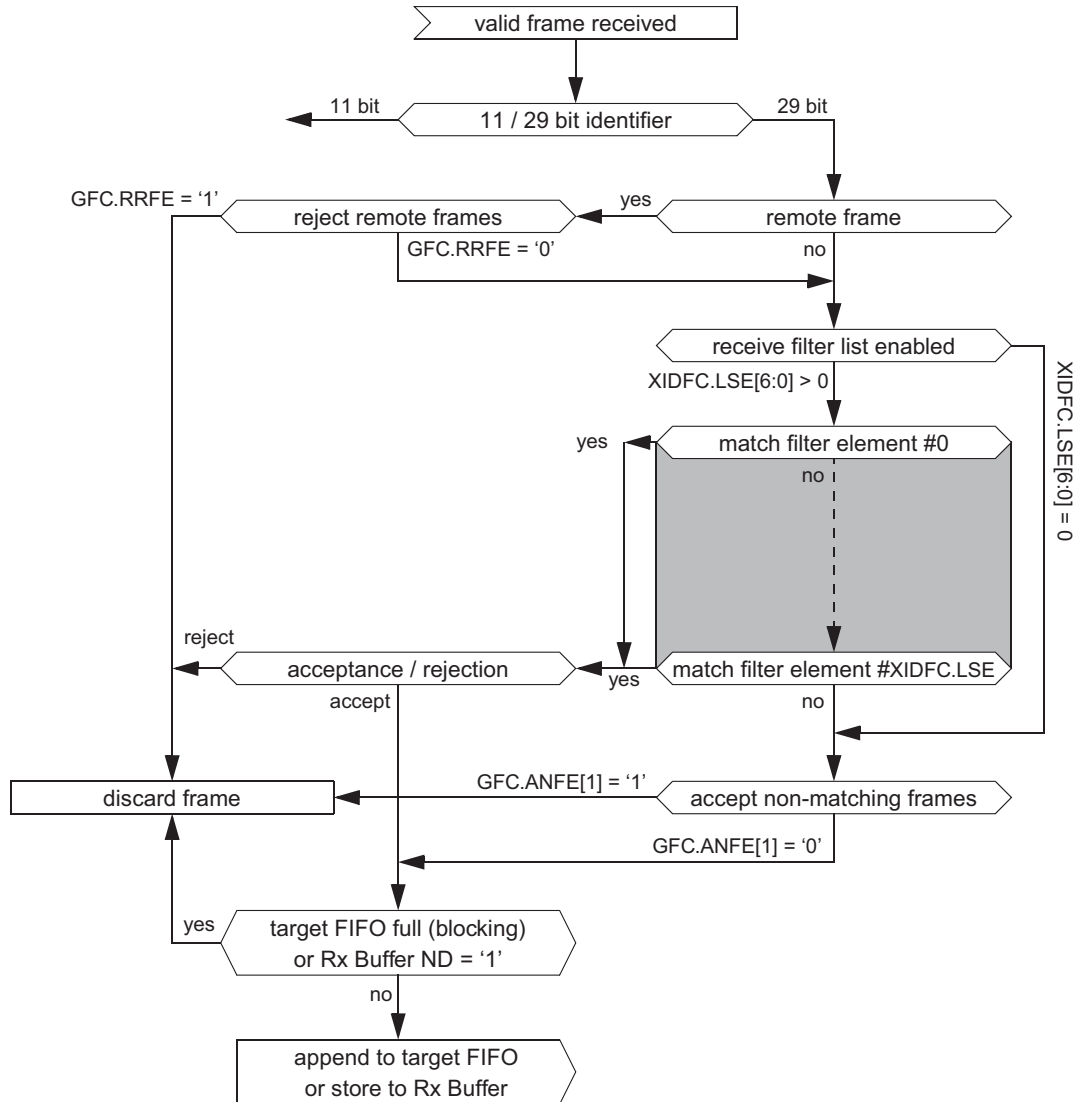 valid frame received
11 bit
11 / 29 bit identifier
29 bit
GFC.RRFE = ‘1’
reject remote frames
yes
remote frame
GFC.RRFE = ‘0’
no
receive filter list enabled
XIDFC.LSE[6:0] > 0
XIDFC.LSE[6:0] = 0
yes
match filter element #0
no
reject
acceptance / rejection
yes
match filter element #XIDFC.LSE
accept
no
discard frame
GFC.ANFE[1] = ‘1’
accept non-matching frames
GFC.ANFE[1] = ‘0’
yes
target FIFO full (blocking)
or Rx Buffer ND = ‘1’
no
append to target FIFO
or store to Rx Buffer